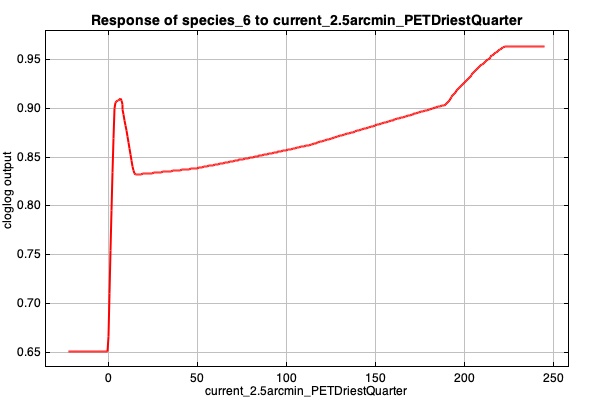 Response of species_6 to current_2.5arcmin_PETDriestQuarter
cloglog output
0.95
0.90
0.85
0.80
0.75
0.70
0.65
0 50 100 150 200 250
current_2.5arcmin_PETDriestQuarter